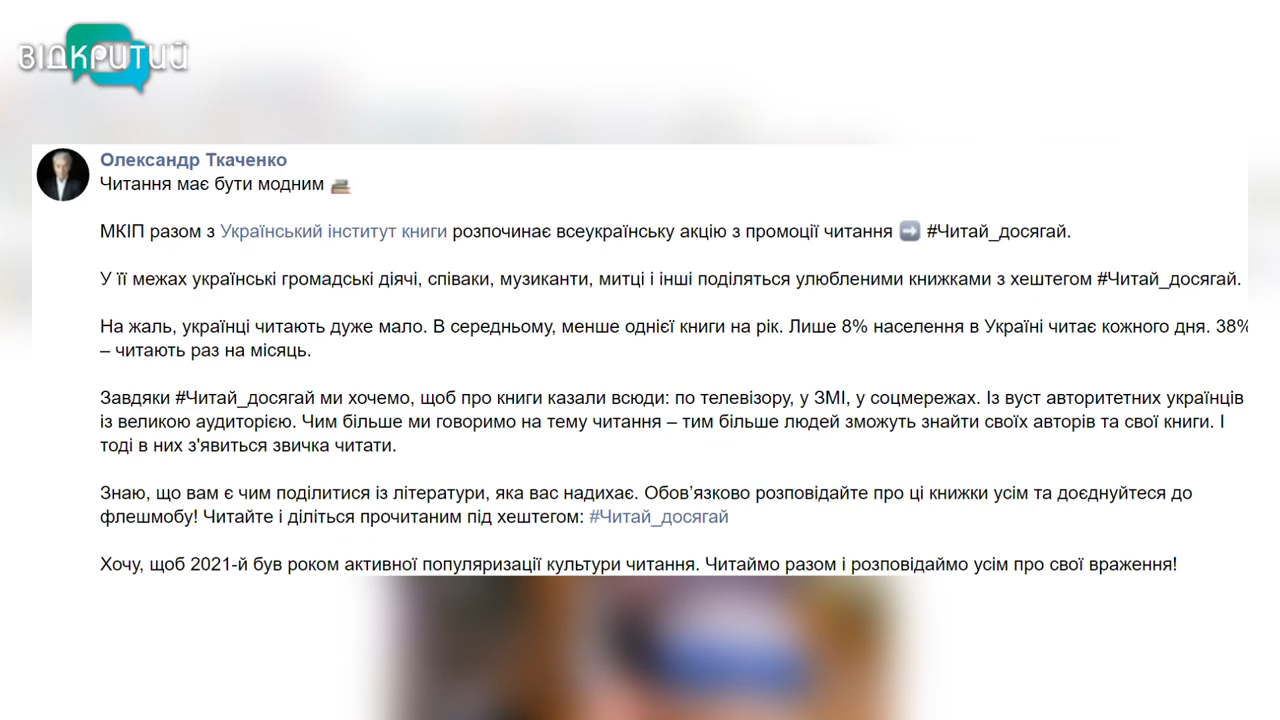 ВІДКРИТИЙ
Олександр Ткаченко
Читання має бути модним
МКІП разом з Український інститут книги розпочинає всеукраїнську акцію з промоції читання ➡ #Читай_досягай.
У її межах українські громадські діячі, співаки, музиканти, митці і інші поділяться улюбленими книжками з хештегом #Читай_досягай.
На жаль, українці читають дуже мало. В середньому, менше однієї книги на рік. Лише 8% населення в Україні читає кожного дня. 38%
– читають раз на місяць.
Завдяки #Читай_досягай ми хочемо, щоб про книги казали всюди: по телевізору, у ЗМІ, у соцмережах. Із вуст авторитетних українців
із великою аудиторією. Чим більше ми говоримо на тему читання – тим більше людей зможуть знайти своїх авторів та свої книги. І
тоді в них з'явиться звичка читати.
Знаю, що вам є чим поділитися із літератури, яка вас надихає. Обов’язково розповідайте про ці книжки усім та доєднуйтеся до
флешмобу! Читайте і діліться прочитаним під хештегом: #Читай_досягай
Хочу, щоб 2021-й був роком активної популяризації культури читання. Читаймо разом і розповідаймо усім про свої враження!